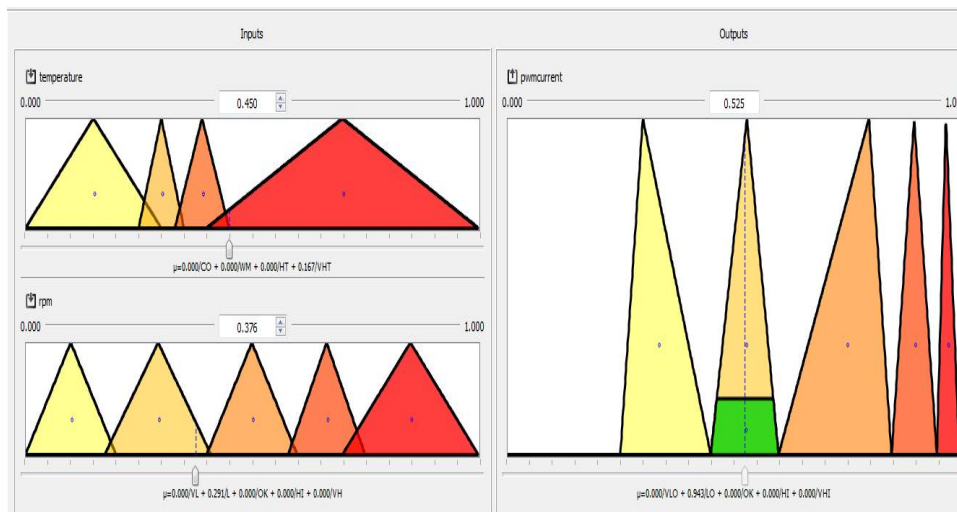 Inputs
temperature
0.000 0.450 1.000
μ=0.000/CO + 0.000/WM + 0.000/HT + 0.167/VHT
rpm
0.000 0.376 1.000
μ=0.000/VL + 0.291/L + 0.000/OK + 0.000/HI + 0.000/VH
Outputs
pwmcurrent
0.000 0.525 1.0
μ=0.000/VLO + 0.943/LO + 0.000/OK + 0.000/HI + 0.000/VHI